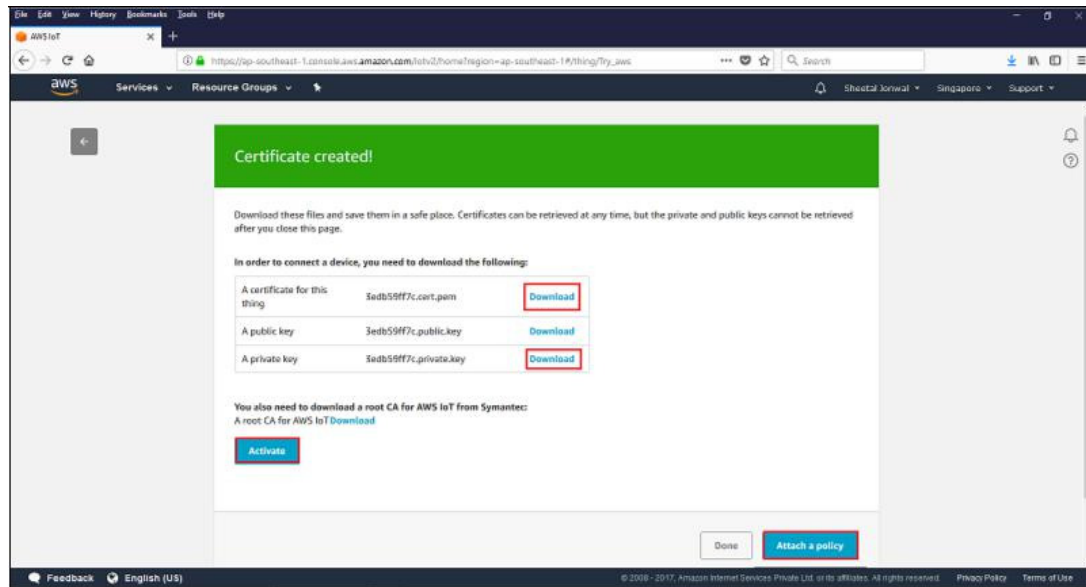 File Edit View History Bookmarks Tools Help
AWS IoT
https://ap-southeast-1.console.aws.amazon.com/iotv2/home?region=ap-southeast-1#/thing/Try_aws
Search
aws Services Resource Groups Sheetal Jonwal Singapore Support
Certificate created!
Download these files and save them in a safe place. Certificates can be retrieved at any time, but the private and public keys cannot be retrieved
after you close this page.
In order to connect a device, you need to download the following:
A certificate for this
thing
3edb59ff7c.cert.pem Download
A public key 3edb59ff7c.public.key Download
A private key 3edb59ff7c.private.key Download
You also need to download a root CA for AWS IoT from Symantec:
A root CA for AWS IoT Download
Activate
Done Attach a policy
Feedback English (US) © 2008 - 2017, Amazon Internet Services Private Ltd. or its affiliates. All rights reserved. Privacy Policy Terms of Use